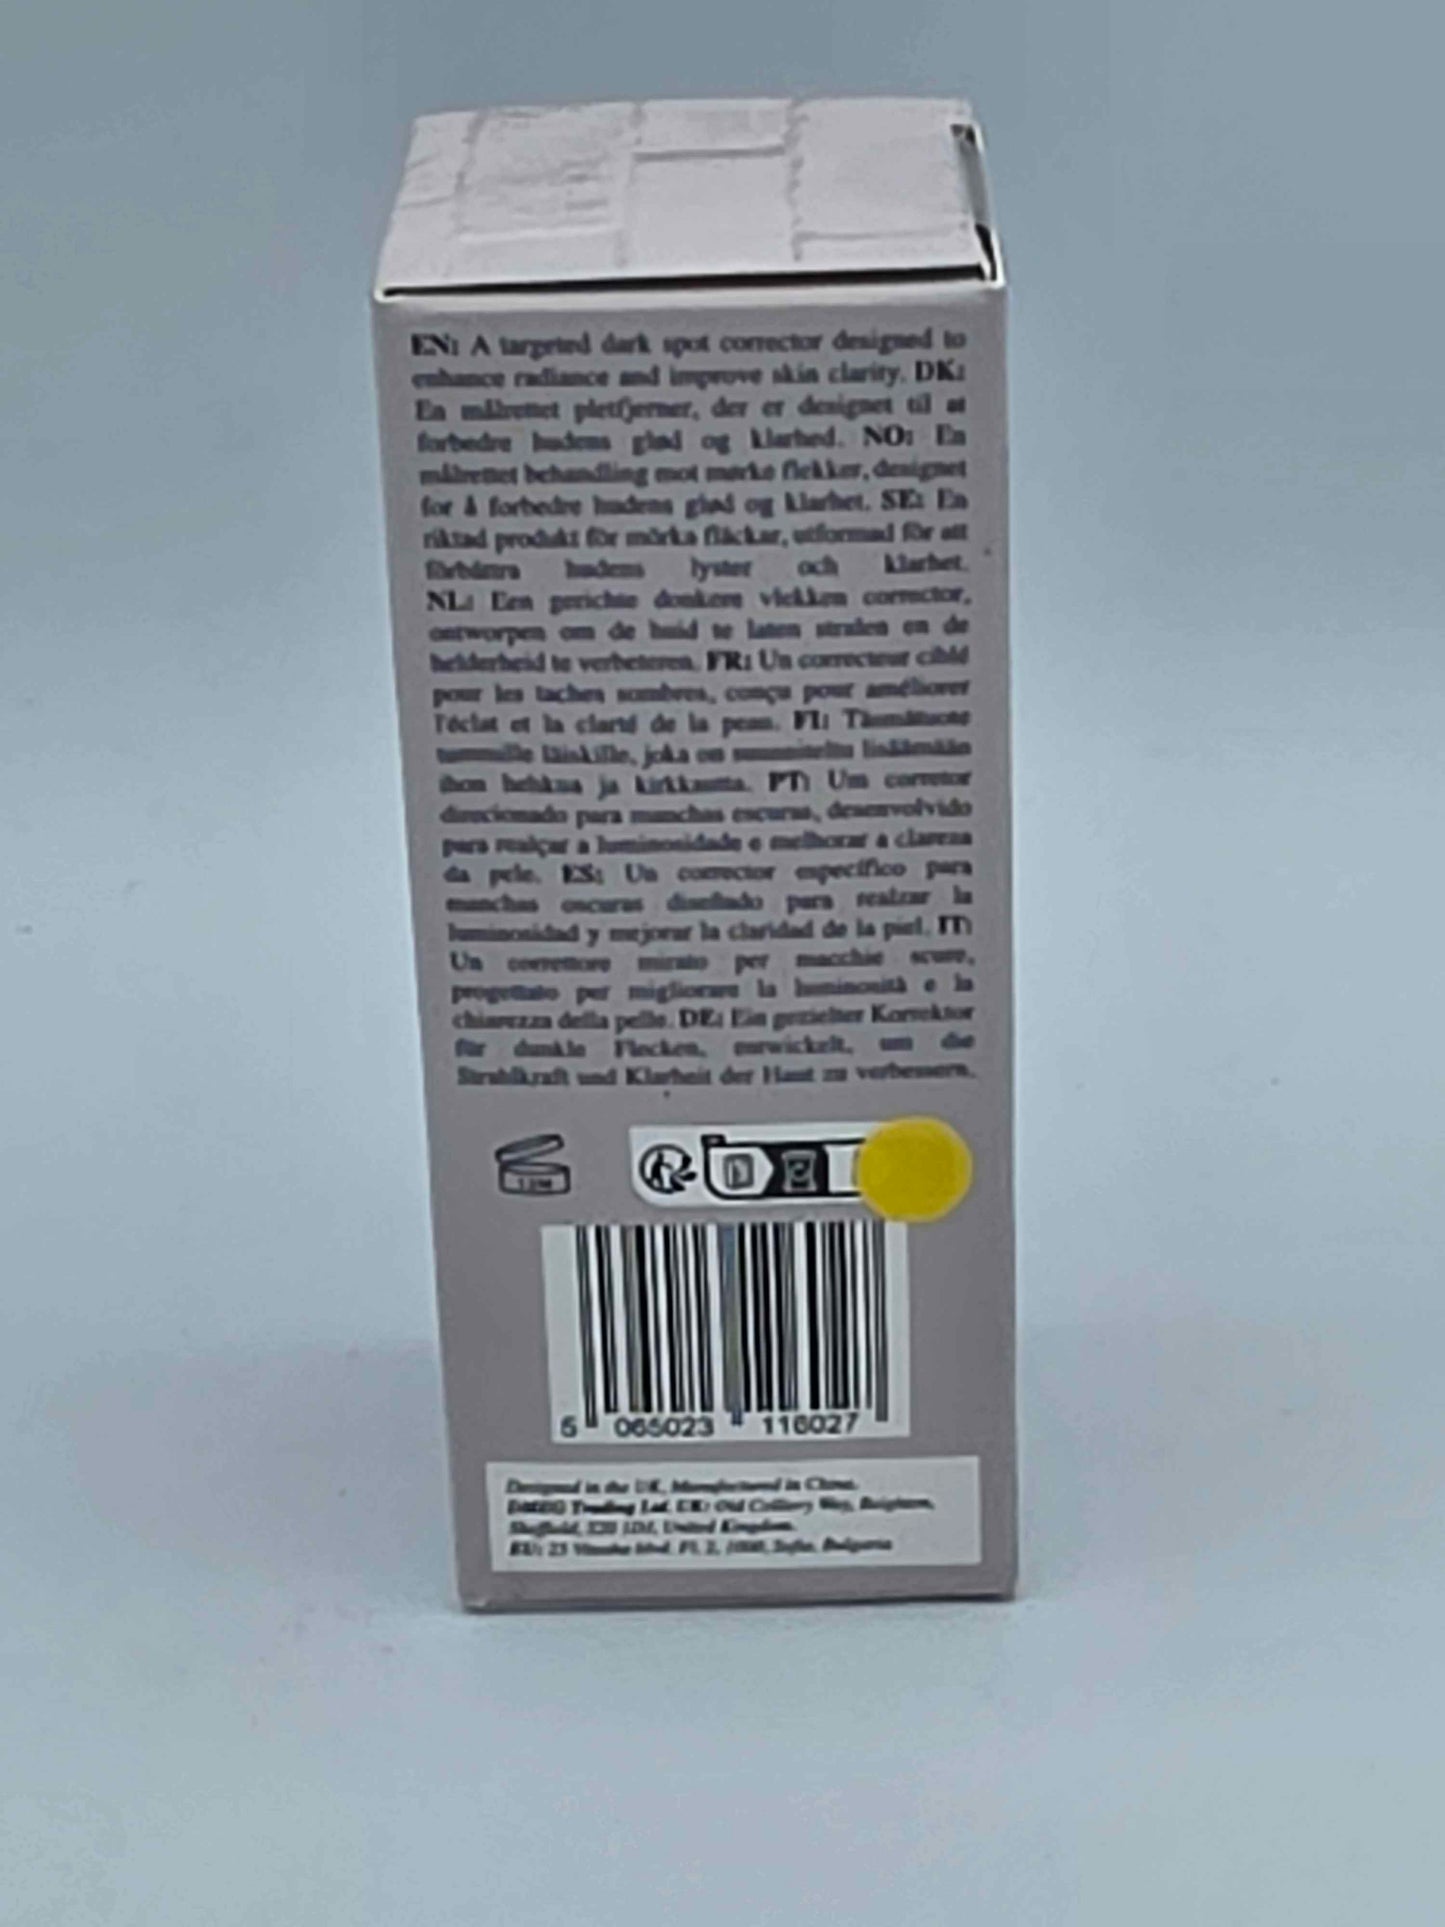 EN: A targeted dark spot corrector designed to
enhance radiance and improve skin clarity. DK:
En målrettet pletfjerner, der er designet til at
forbedre hudens glød og klarhed. NO: En
målrettet behandling mot mørke flekker, designet
for å forbedre hudens glød og klarhet. SE: En
riktad produkt för mörka fläckar, utformad för att
förbättra hudens lyster och klarhet.
NL: Een gerichte donkere vlekken corrector,
ontworpen om de huid te laten stralen en de
helderheid te verbeteren. FR: Un correcteur ciblé
pour les taches sombres, conçu pour améliorer
l'éclat et la clarté de la peau. FI: Täsmätuote
tummille läiskille, joka on suunniteltu lisäämään
ihon hehkua ja kirkkautta. PT: Um corretor
direcionado para manchas escuras, desenvolvido
para realçar a luminosidade e melhorar a clareza
da pele. ES: Un corrector específico para
manchas oscuras diseñado para realzar la
luminosidad y mejorar la claridad de la piel. IT:
Un correttore mirato per macchie scure,
progettato per migliorare la luminosità e la
chiarezza della pelle. DE: Ein gezielter Korrektor
für dunkle Flecken, entwickelt, um die
Strahlkraft und Klarheit der Haut zu verbessern.
12M
5 065023 116027
Designed in the UK, Manufactured in China.
Trading Ltd. UK: Old Colliery Way, Beighton,
Sheffield, S20 1DJ, United Kingdom.
EU: 25 Vitosha blvd. Fl. 2, 1000, Sofia, Bulgaria